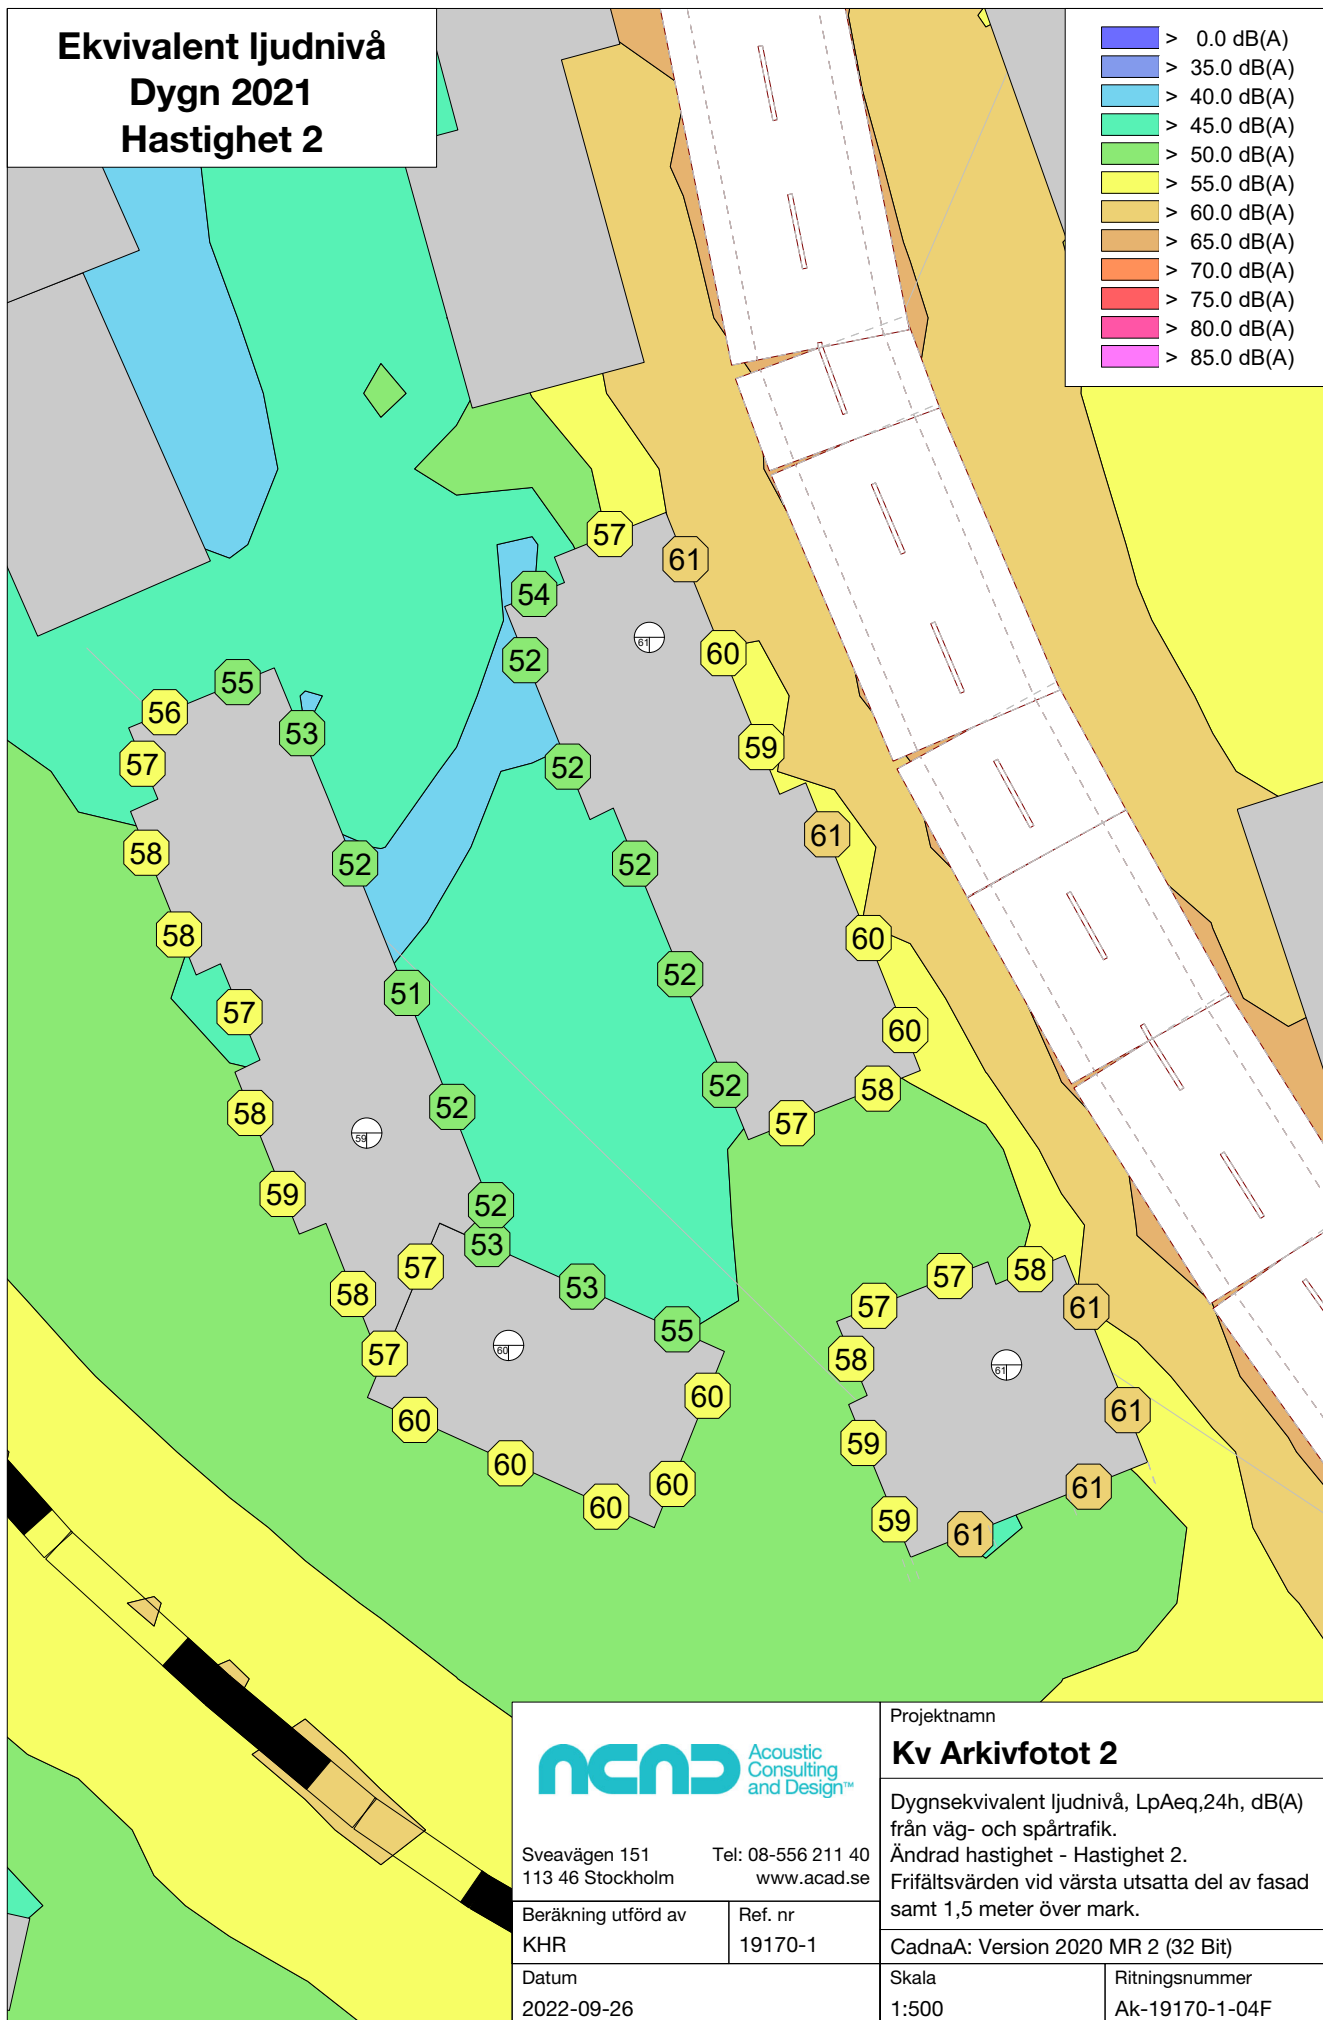 Ekvivalent ljudnivå
Dygn 2021
Hastighet 2
> 0.0 dB(A)
> 35.0 dB(A)
> 40.0 dB(A)
> 45.0 dB(A)
> 50.0 dB(A)
> 55.0 dB(A)
> 60.0 dB(A)
> 65.0 dB(A)
> 70.0 dB(A)
> 75.0 dB(A)
> 80.0 dB(A)
> 85.0 dB(A)
57
61
54
61
60
52
55
56
53
59
57
52
61
58
52
52
58
60
52
51
57
60
58
52
52
58
57
59
59
52
53
57
58
57
53
58
57
61
55
60
58
57
61
60
61
60
59
60
60
61
60
59
61
ACAD
Acoustic
Consulting
and Design™
Sveavägen 151 Tel: 08-556 211 40
113 46 Stockholm www.acad.se
Beräkning utförd av
KHR
Ref. nr
19170-1
Datum
2022-09-26
Projektnamn
Kv Arkivfotot 2
Dygnsekvivalent ljudnivå, LpAeq,24h, dB(A)
från väg- och spårtrafik.
Ändrad hastighet - Hastighet 2.
Frifältsvärden vid värsta utsatta del av fasad
samt 1,5 meter över mark.
CadnaA: Version 2020 MR 2 (32 Bit)
Skala
1:500
Ritningsnummer
Ak-19170-1-04F